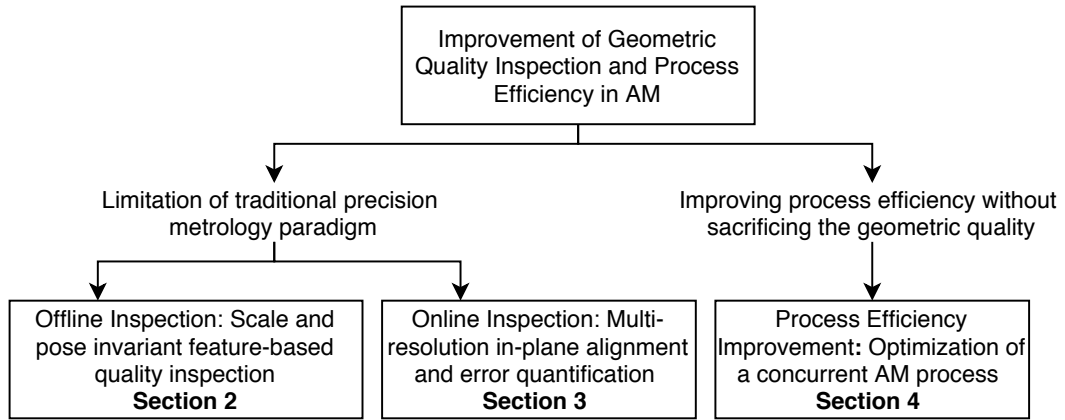 Improvement of Geometric
Quality Inspection and Process
Efficiency in AM
Limitation of traditional precision
metrology paradigm
Improving process efficiency without
sacrificing the geometric quality
Offline Inspection: Scale and
pose invariant feature-based
quality inspection
Section 2
Online Inspection: Multi-
resolution in-plane alignment
and error quantification
Section 3
Process Efficiency
Improvement: Optimization of
a concurrent AM process
Section 4